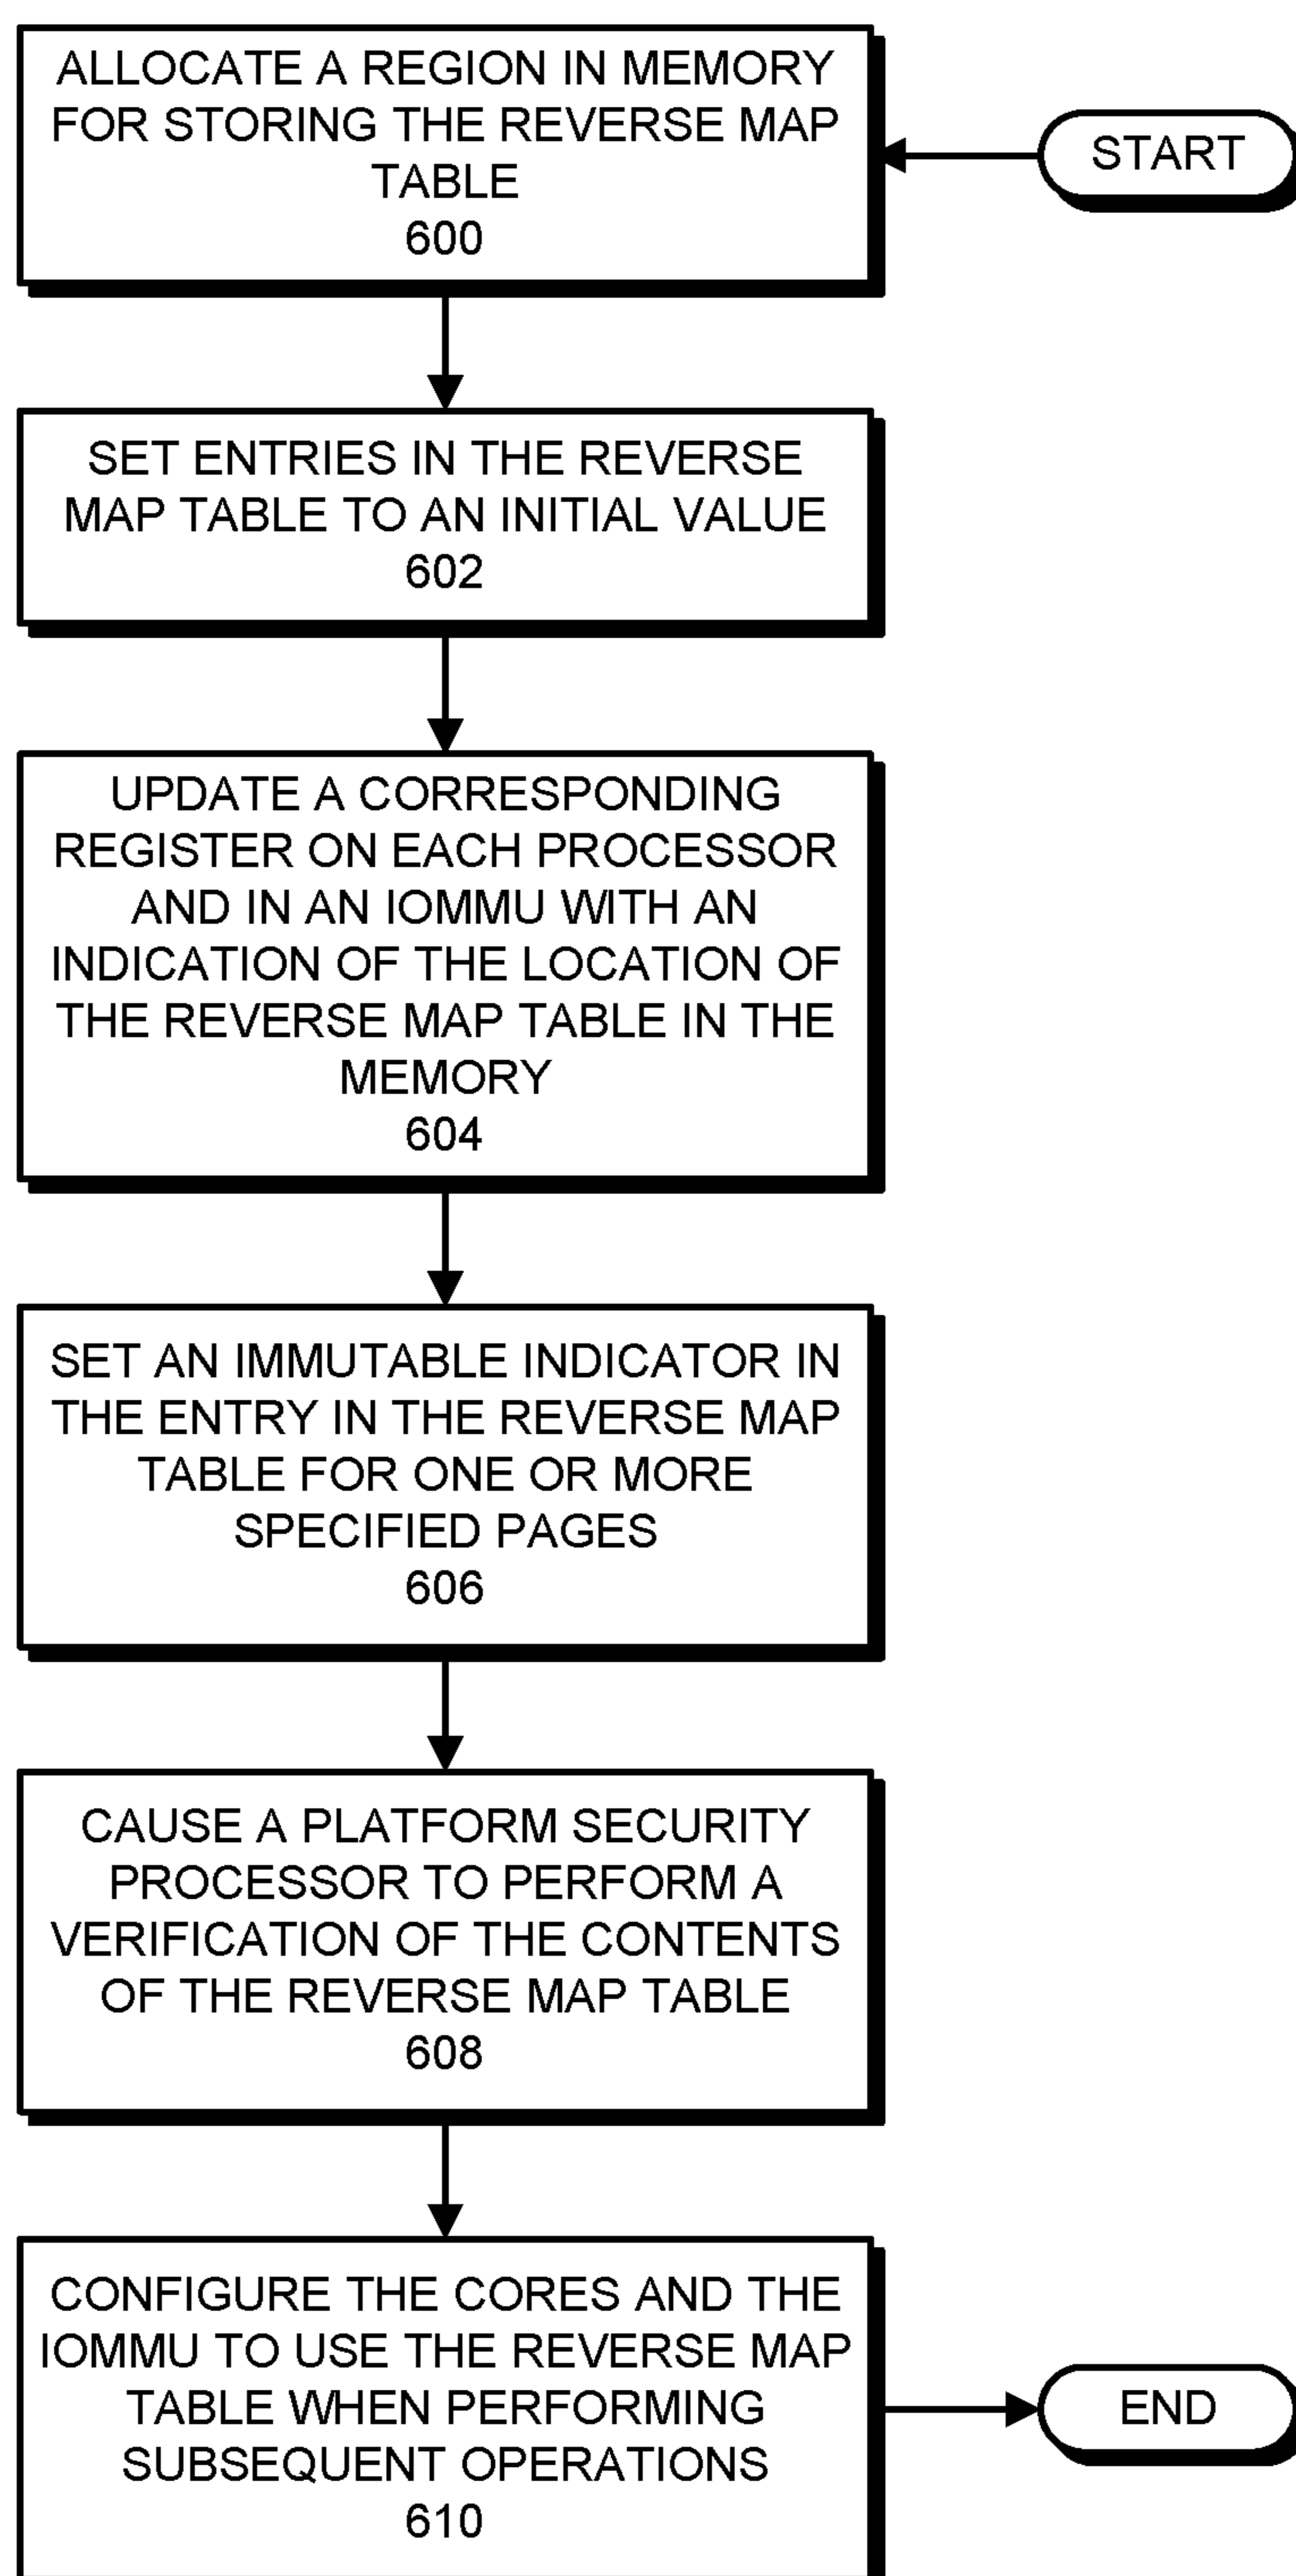 START
ALLOCATE A REGION IN MEMORY
FOR STORING THE REVERSE MAP
TABLE
600
SET ENTRIES IN THE REVERSE
MAP TABLE TO AN INITIAL VALUE
602
UPDATE A CORRESPONDING
REGISTER ON EACH PROCESSOR
AND IN AN IOMMU WITH AN
INDICATION OF THE LOCATION OF
THE REVERSE MAP TABLE IN THE
MEMORY
604
SET AN IMMUTABLE INDICATOR IN
THE ENTRY IN THE REVERSE MAP
TABLE FOR ONE OR MORE
SPECIFIED PAGES
606
CAUSE A PLATFORM SECURITY
PROCESSOR TO PERFORM A
VERIFICATION OF THE CONTENTS
OF THE REVERSE MAP TABLE
608
CONFIGURE THE CORES AND THE
IOMMU TO USE THE REVERSE MAP
TABLE WHEN PERFORMING
SUBSEQUENT OPERATIONS
610
END